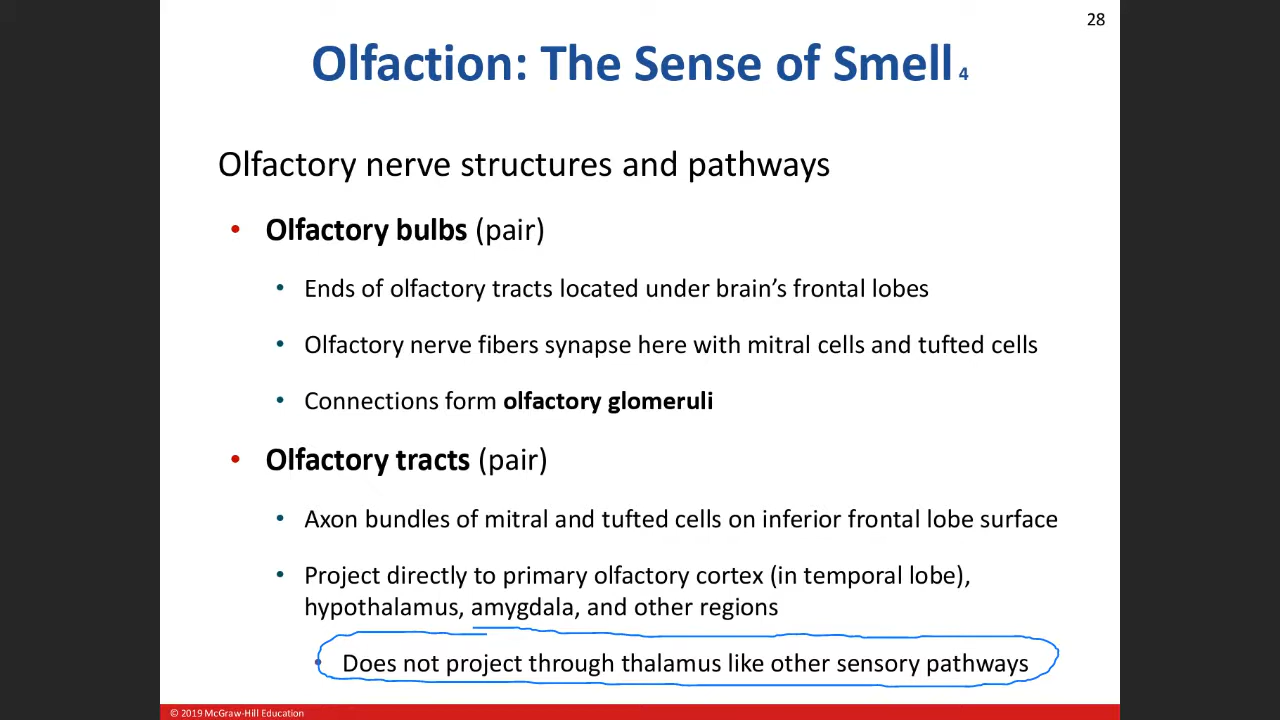 28
Olfaction: The Sense of Smell 4
Olfactory nerve structures and pathways
• Olfactory bulbs (pair)
• Ends of olfactory tracts located under brain’s frontal lobes
• Olfactory nerve fibers synapse here with mitral cells and tufted cells
• Connections form olfactory glomeruli
• Olfactory tracts (pair)
• Axon bundles of mitral and tufted cells on inferior frontal lobe surface
• Project directly to primary olfactory cortex (in temporal lobe),
hypothalamus, amygdala, and other regions
• Does not project through thalamus like other sensory pathways
© 2019 McGraw-Hill Education